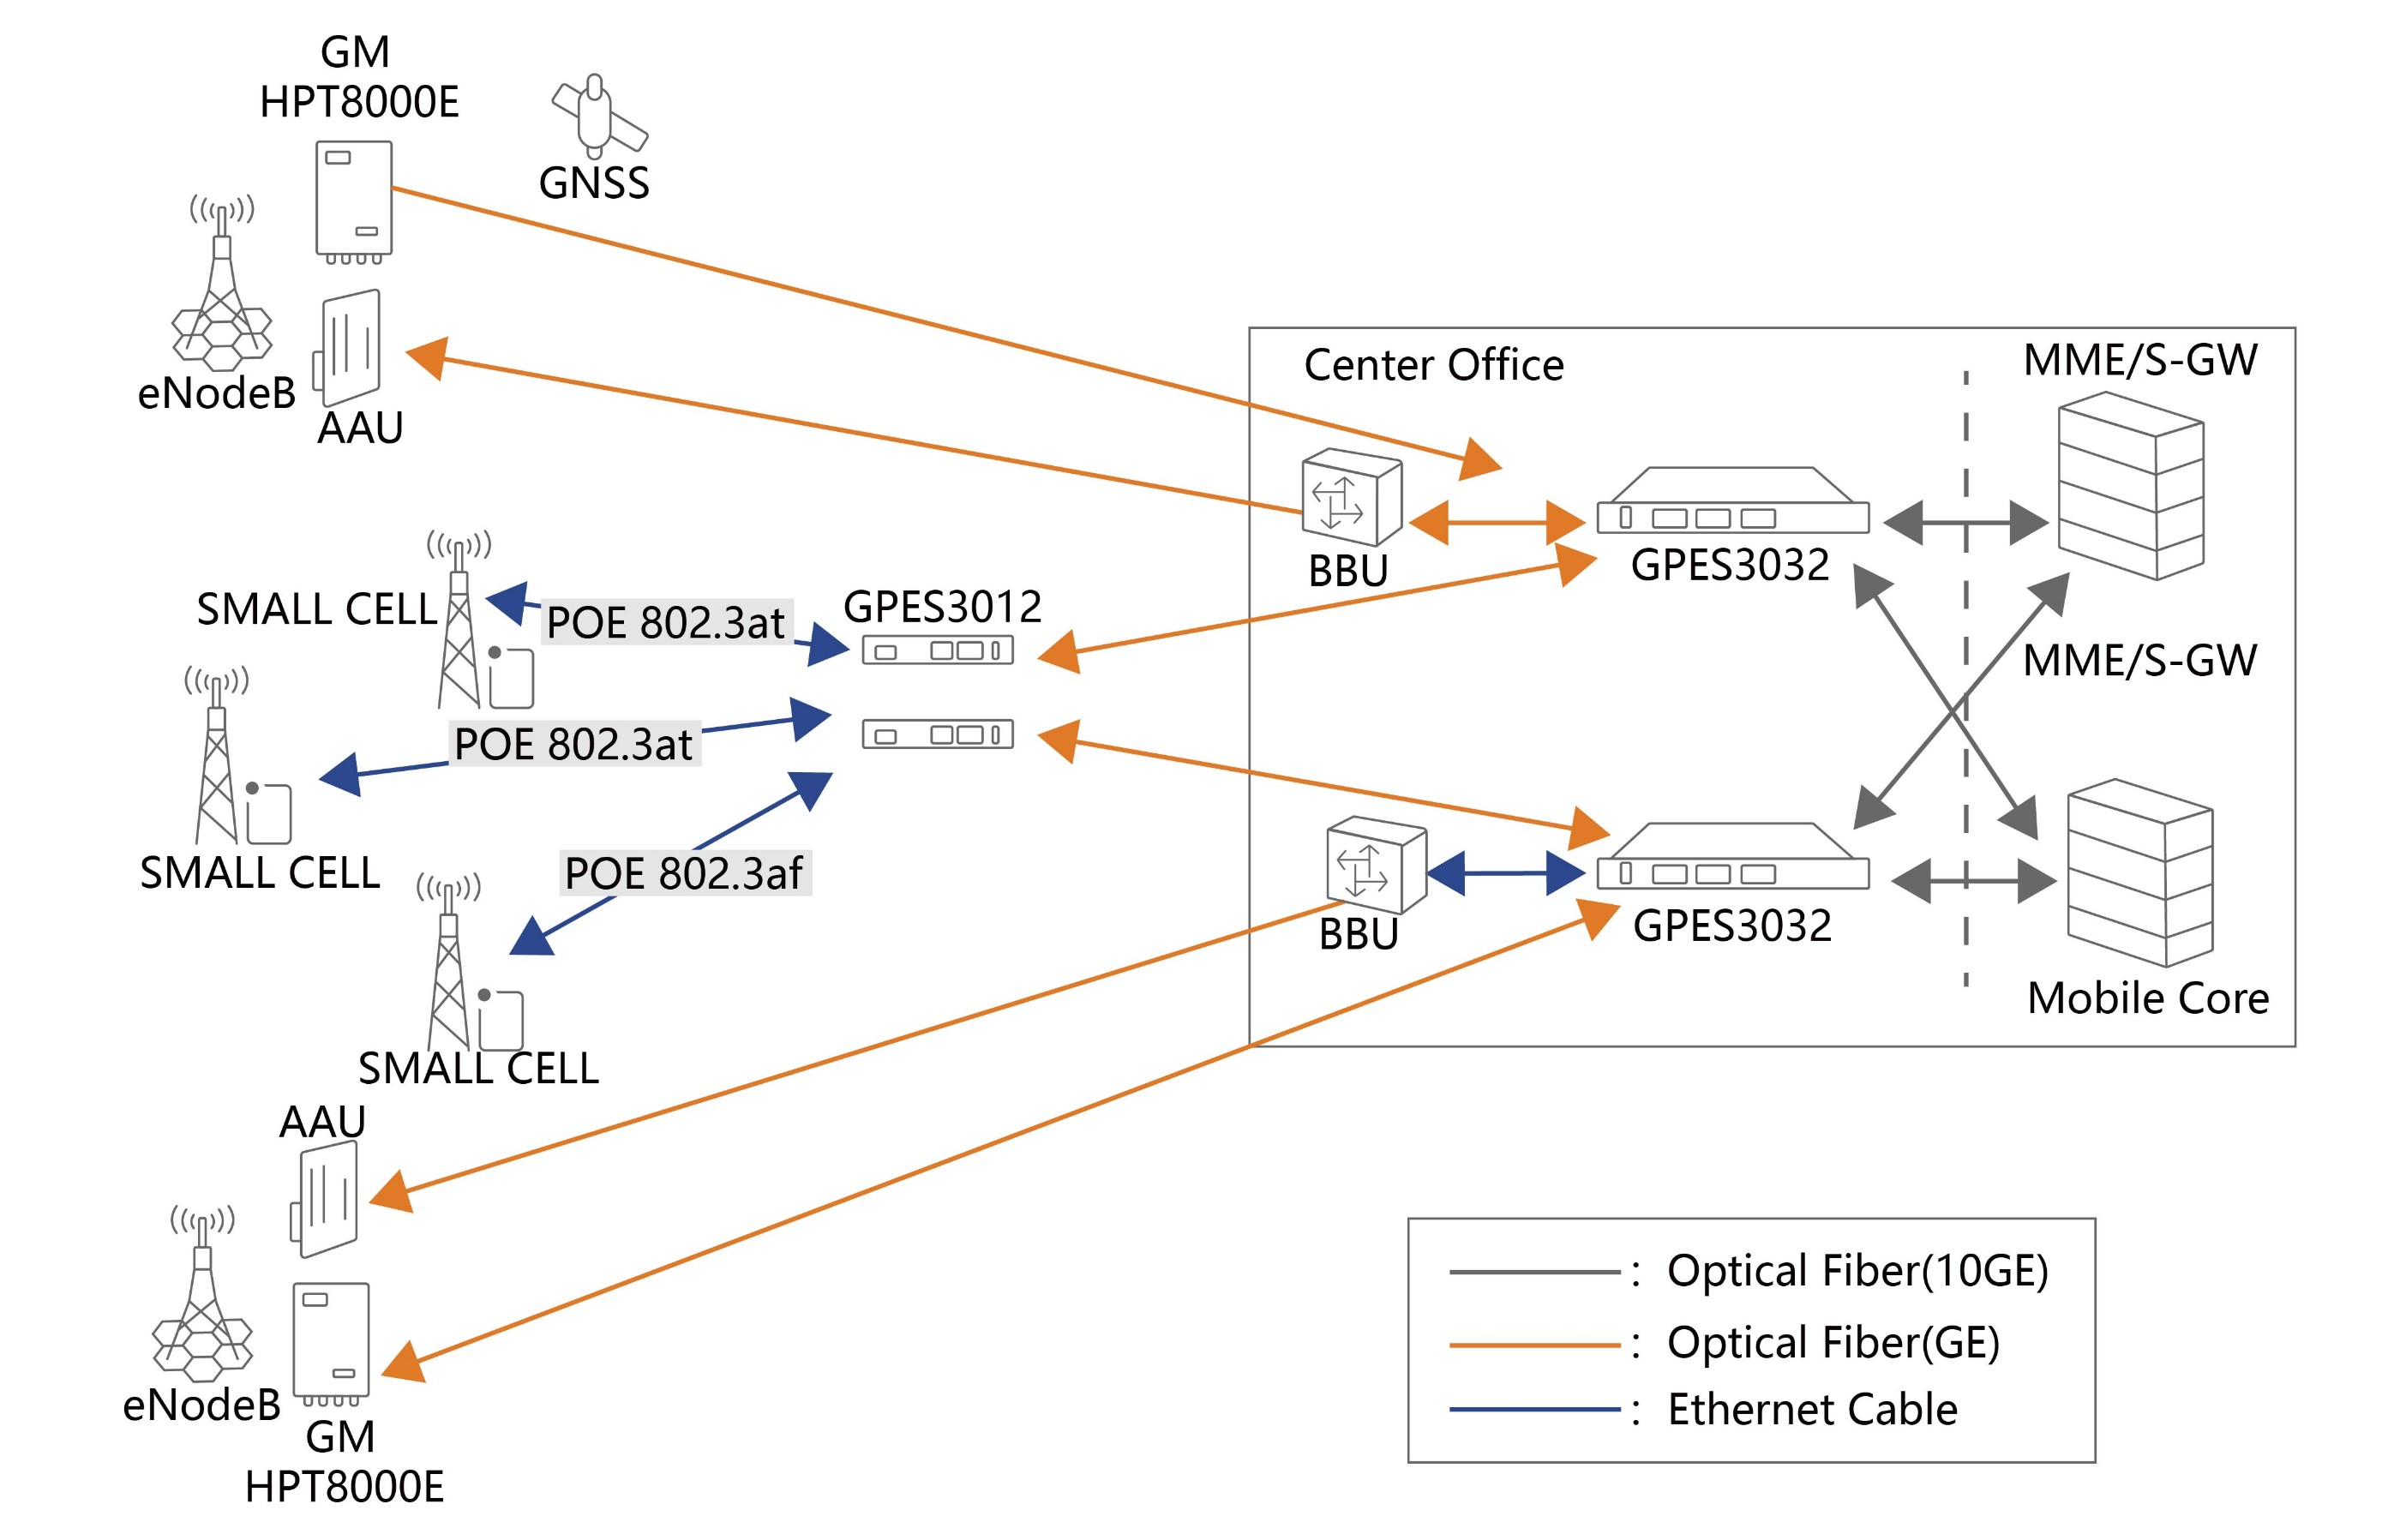 GM
HPT8000E
GNSS
eNodeB
AAU
Center Office
MME/S-GW
BBU
GPES3032
SMALL CELL
POE 802.3at
GPES3012
MME/S-GW
POE 802.3at
SMALL CELL
POE 802.3af
BBU
GPES3032
Mobile Core
SMALL CELL
AAU
eNodeB
GM
HPT8000E
: Optical Fiber(10GE)
: Optical Fiber(GE)
: Ethernet Cable